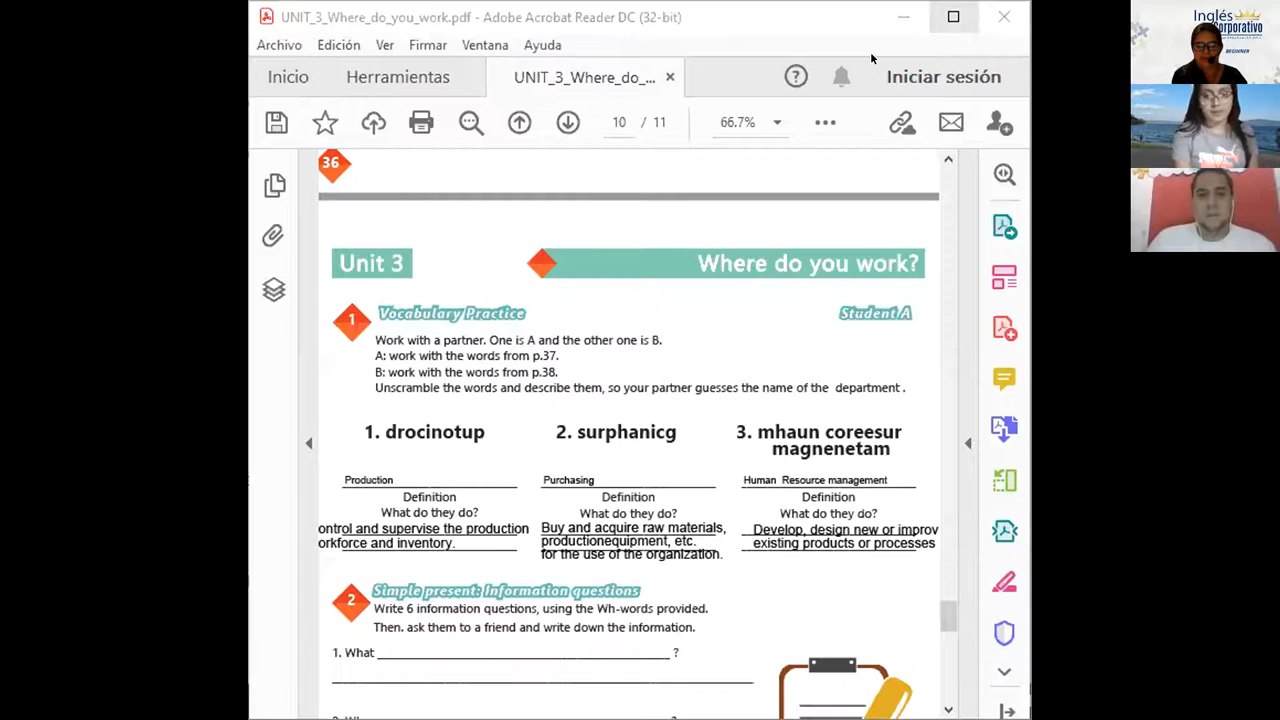 UNIT_3_Where_do_you_work.pdf - Adobe Acrobat Reader DC (32-bit)
Archivo Edición Ver Firmar Ventana Ayuda
Inicio Herramientas UNIT_3_Where_do_... × Iniciar sesión
10 / 11 66.7%
36
Unit 3 Where do you work?
1 Vocabulary Practice Student A
Work with a partner. One is A and the other one is B.
A: work with the words from p.37.
B: work with the words from p.38.
Unscramble the words and describe them, so your partner guesses the name of the department .
1. drocinotup 2. surphanicg 3. mhaun coreesur
magnenetam
Production Purchasing Human Resource management
Definition Definition Definition
What do they do? What do they do? What do they do?
ontrol and supervise the production Buy and acquire raw materials, Develop, design new or improv
orkforce and inventory. productionequipment, etc. existing products or processes
for the use of the organization.
2 Simple present: Information questions
Write 6 information questions, using the Wh-words provided.
Then. ask them to a friend and write down the information.
1. What ?
Inglés
Corporativo
BEGINNER